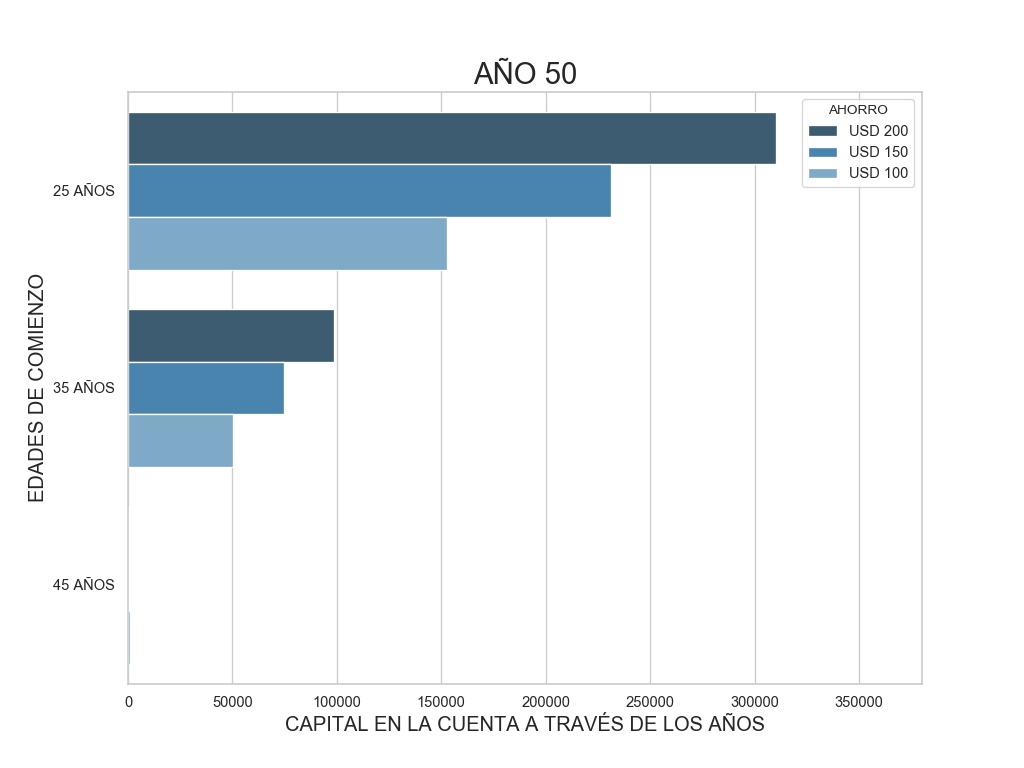 AÑO 50
AHORRO
USD 200
USD 150
USD 100
EDADES DE COMIENZO
25 AÑOS
35 AÑOS
45 AÑOS
0 50000 100000 150000 200000 250000 300000 350000
CAPITAL EN LA CUENTA A TRAVÉS DE LOS AÑOS